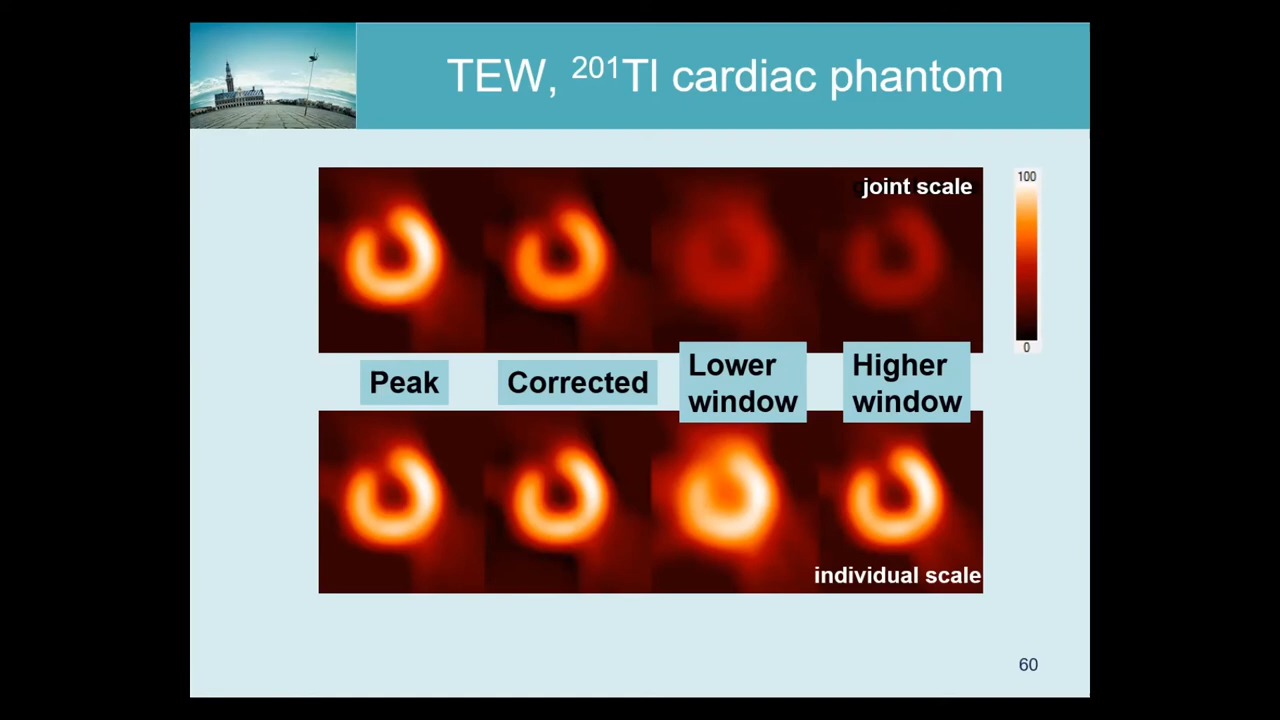 TEW, ²⁰¹Tl cardiac phantom
joint scale
100
0
Peak
Corrected
Lower
window
Higher
window
individual scale
60